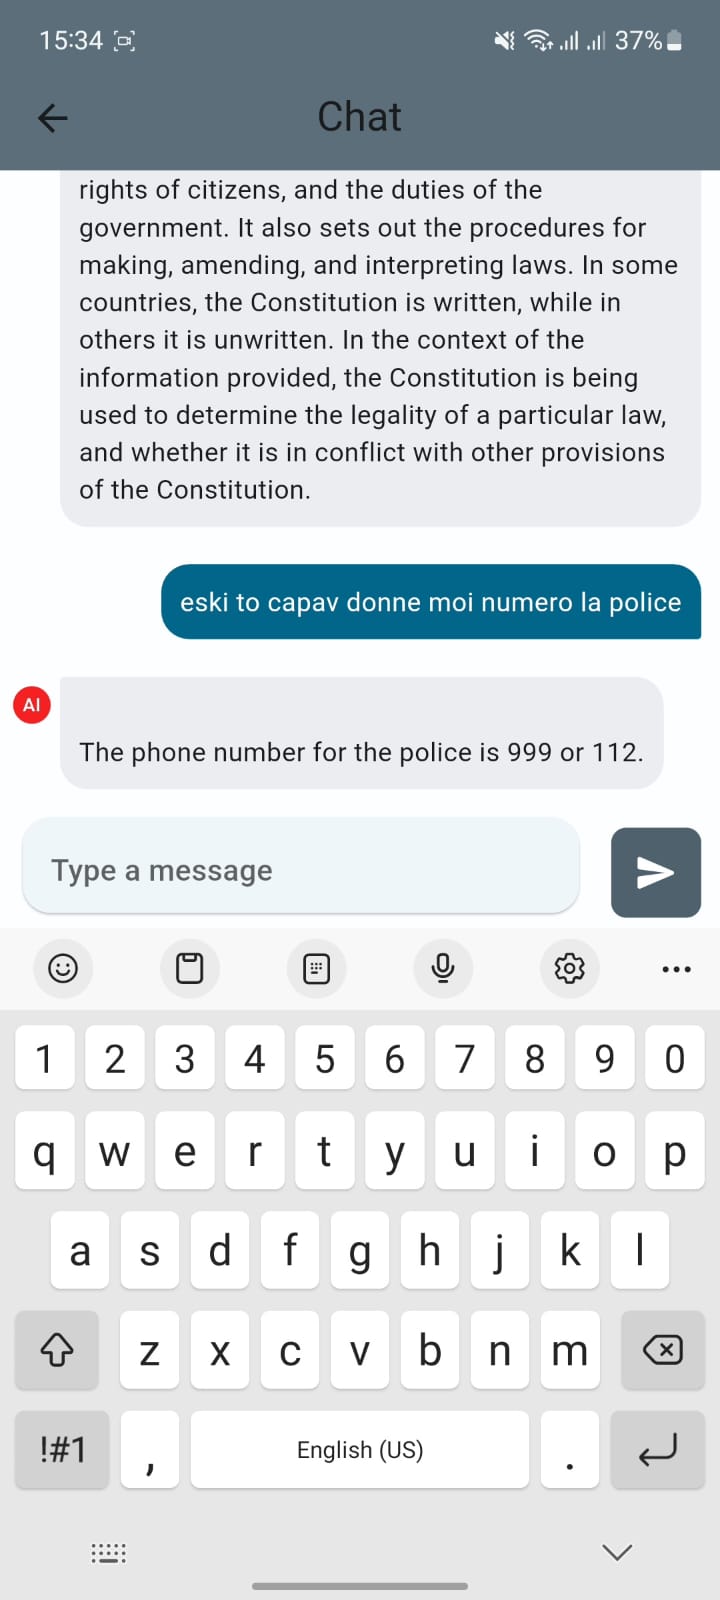 15:34 37%
Chat
rights of citizens, and the duties of the
government. It also sets out the procedures for
making, amending, and interpreting laws. In some
countries, the Constitution is written, while in
others it is unwritten. In the context of the
information provided, the Constitution is being
used to determine the legality of a particular law,
and whether it is in conflict with other provisions
of the Constitution.
eski to capav donne moi numero la police
AI
The phone number for the police is 999 or 112.
Type a message
1 2 3 4 5 6 7 8 9 0
q w e r t y u i o p
a s d f g h j k l
z x c v b n m
!#1 , English (US) .